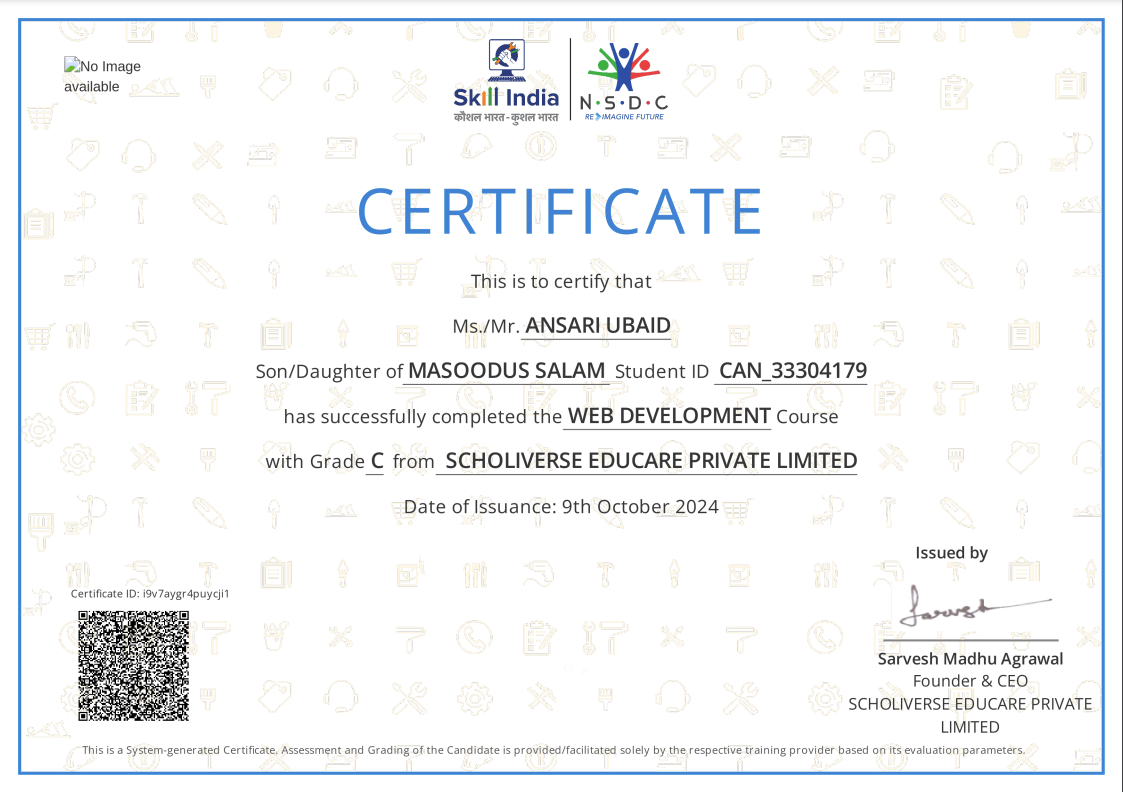 No Image
available
Skill India
कौशल भारत - कुशल भारत
N·S·D·C
RE IMAGINE FUTURE
CERTIFICATE
This is to certify that
Ms./Mr. ANSARI UBAID
Son/Daughter of MASOODUS SALAM Student ID CAN_33304179
has successfully completed the WEB DEVELOPMENT Course
with Grade C from SCHOLIVERSE EDUCARE PRIVATE LIMITED
Date of Issuance: 9th October 2024
Issued by
Certificate ID: i9v7aygr4puycji1
Sarvesh
Sarvesh Madhu Agrawal
Founder & CEO
SCHOLIVERSE EDUCARE PRIVATE
LIMITED
This is a System-generated Certificate. Assessment and Grading of the Candidate is provided/facilitated solely by the respective training provider based on its evaluation parameters.